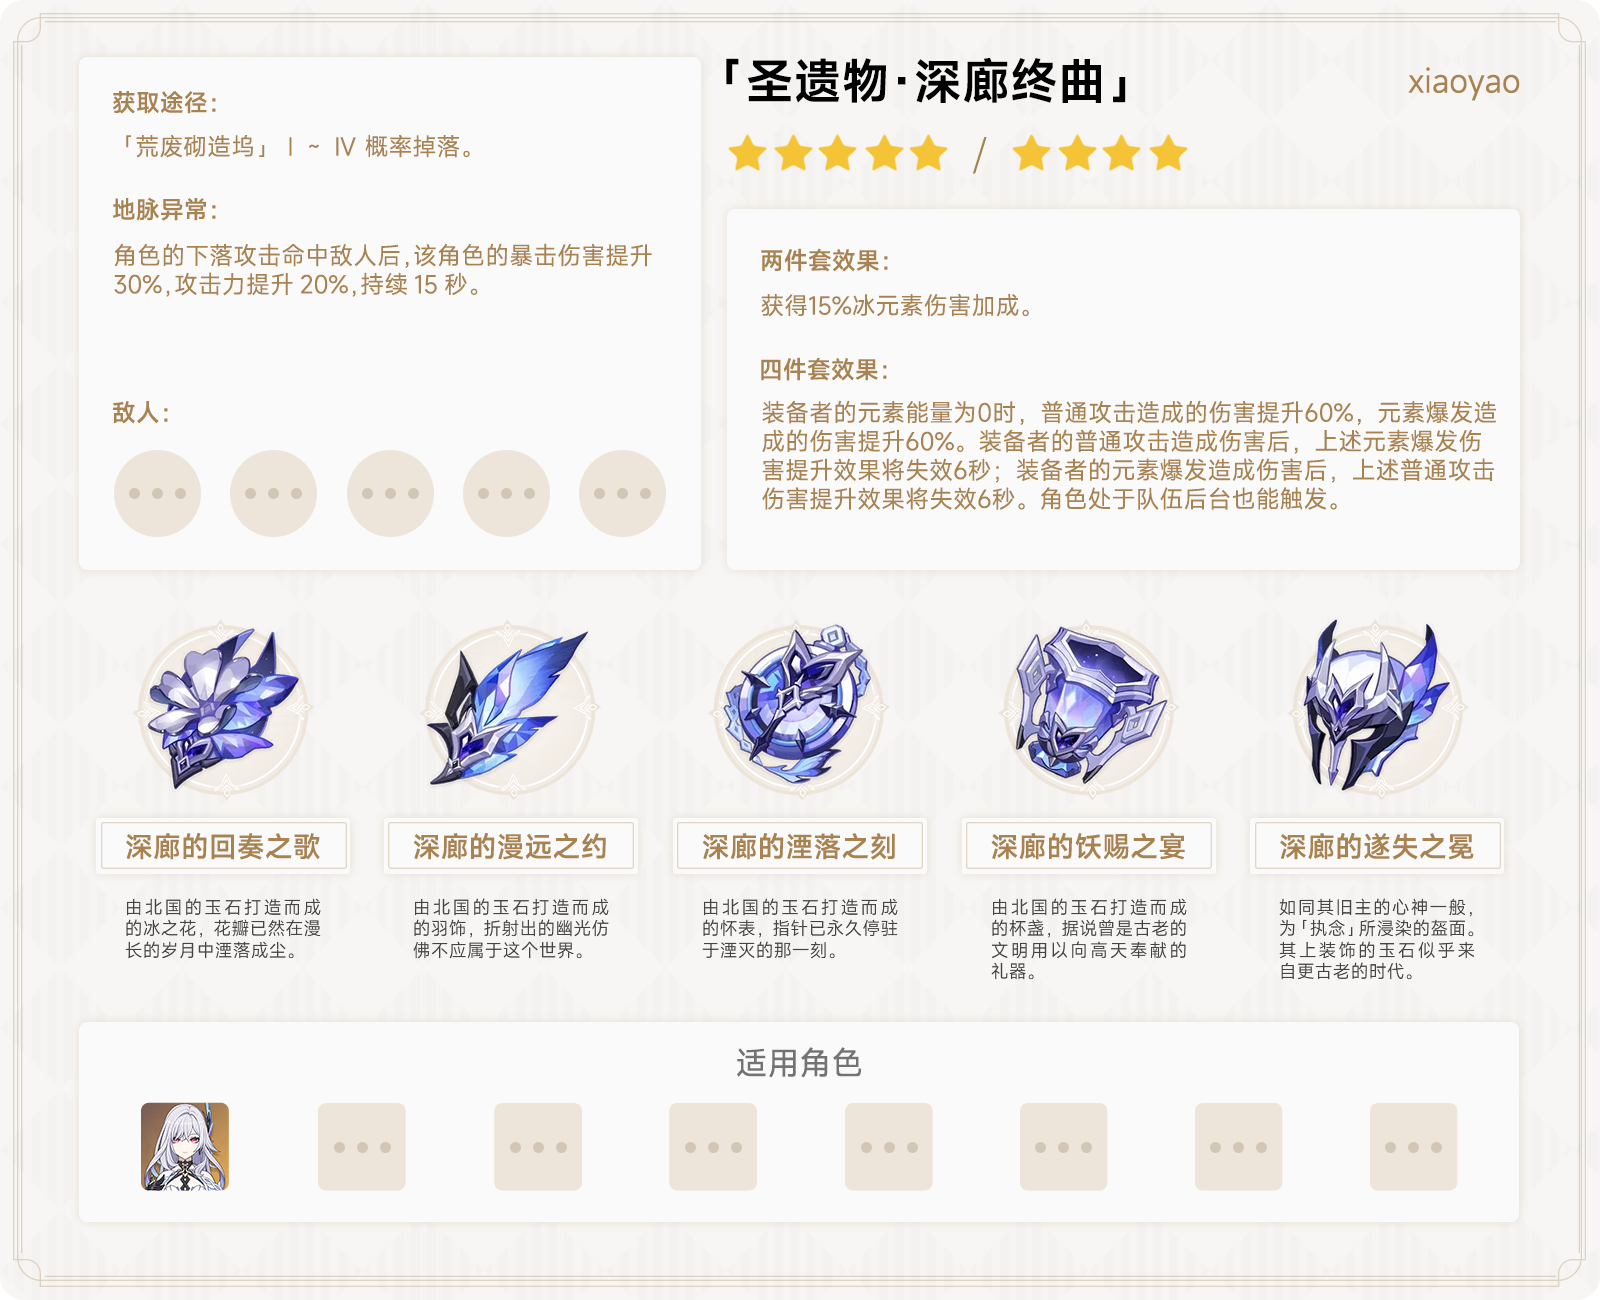 获取途径：
「荒废砌造坞」Ⅰ ~ Ⅳ 概率掉落。
地脉异常：
角色的下落攻击命中敌人后,该角色的暴击伤害提升
30%,攻击力提升 20%,持续 15 秒。
敌人：
「圣遗物·深廊终曲」
xiaoyao
/
两件套效果：
获得15%冰元素伤害加成。
四件套效果：
装备者的元素能量为0时，普通攻击造成的伤害提升60%，元素爆发造
成的伤害提升60%。装备者的普通攻击造成伤害后，上述元素爆发伤
害提升效果将失效6秒；装备者的元素爆发造成伤害后，上述普通攻击
伤害提升效果将失效6秒。角色处于队伍后台也能触发。
深廊的回奏之歌
由北国的玉石打造而成
的冰之花，花瓣已然在漫
长的岁月中湮落成尘。
深廊的漫远之约
由北国的玉石打造而成
的羽饰，折射出的幽光仿
佛不应属于这个世界。
深廊的湮落之刻
由北国的玉石打造而成
的怀表，指针已永久停驻
于湮灭的那一刻。
深廊的饫赐之宴
由北国的玉石打造而成
的杯盏，据说曾是古老的
文明用以向高天奉献的
礼器。
深廊的遂失之冕
如同其旧主的心神一般，
为「执念」所浸染的盔面。
其上装饰的玉石似乎来
自更古老的时代。
适用角色